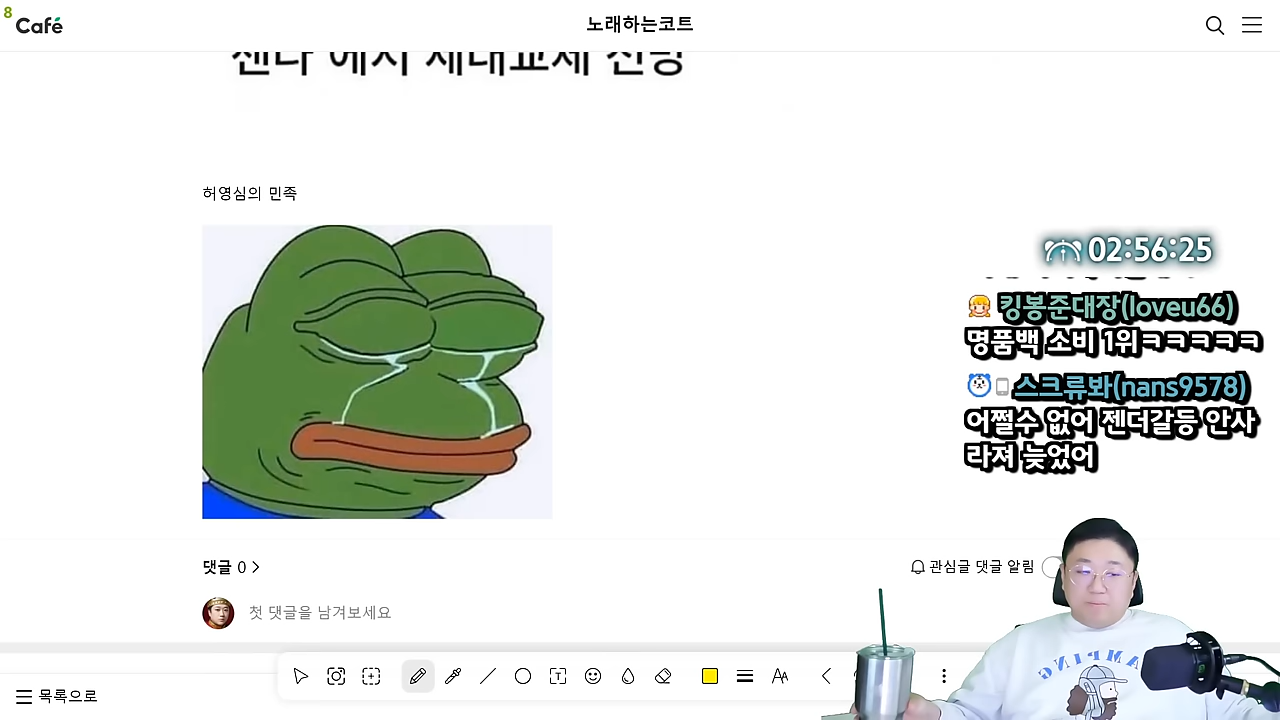 8
Café
노래하는코트
허영심의 민족
02:56:25
킹봉준대장(loveu66)
명품백 소비 1위ㅋㅋㅋㅋㅋ
스크류봐(nans9578)
어쩔수 없어 젠더갈등 안사
라져 늦었어
댓글 0
관심글 댓글 알림
첫 댓글을 남겨보세요
목록으로